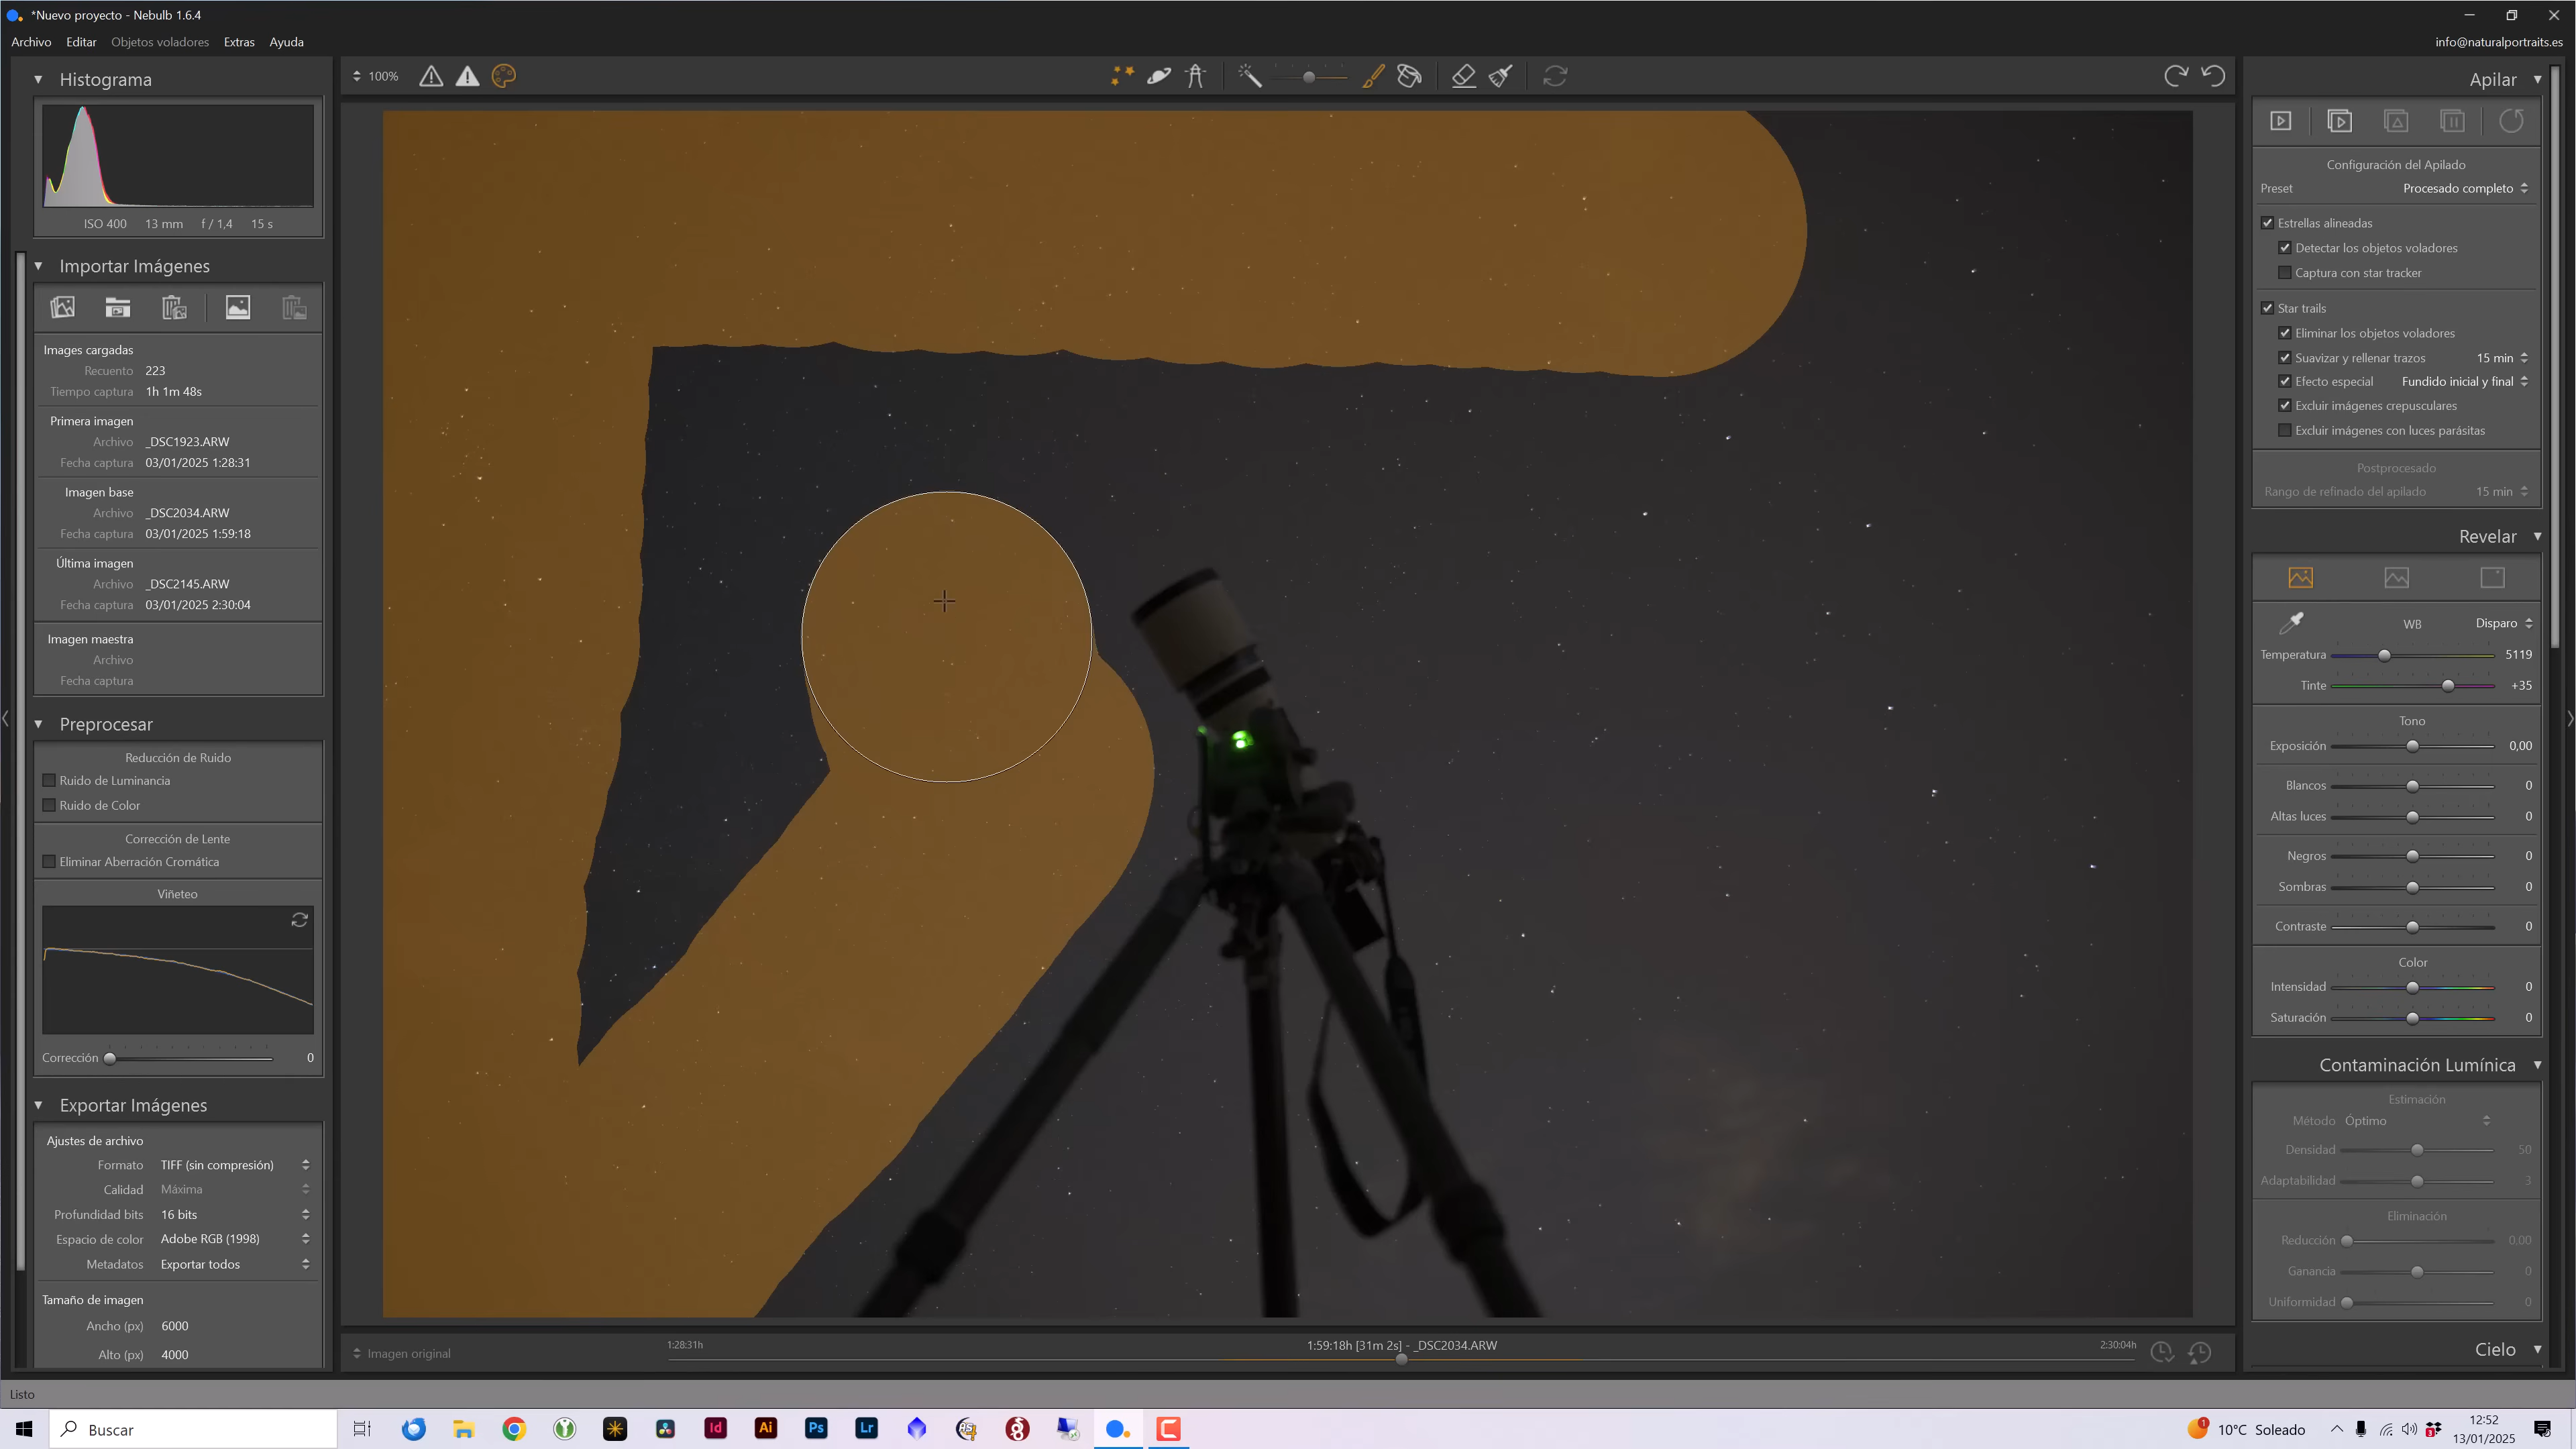 *Nuevo proyecto - Nebulb 1.6.4
Archivo Editar Objetos voladores Extras Ayuda
info@naturalportraits.es
Histograma
ISO 400 13 mm f / 1,4 15 s
Importar Imágenes
Images cargadas
Recuento 223
Tiempo captura 1h 1m 48s
Primera imagen
Archivo _DSC1923.ARW
Fecha captura 03/01/2025 1:28:31
Imagen base
Archivo _DSC2034.ARW
Fecha captura 03/01/2025 1:59:18
Última imagen
Archivo _DSC2145.ARW
Fecha captura 03/01/2025 2:30:04
Imagen maestra
Archivo
Fecha captura
Preprocesar
Reducción de Ruido
Ruido de Luminancia
Ruido de Color
Corrección de Lente
Eliminar Aberración Cromática
Viñeteo
Corrección 0
Exportar Imágenes
Ajustes de archivo
Formato TIFF (sin compresión)
Calidad Máxima
Profundidad bits 16 bits
Espacio de color Adobe RGB (1998)
Metadatos Exportar todos
Tamaño de imagen
Ancho (px) 6000
Alto (px) 4000
100%
Imagen original
1:28:31h
1:59:18h [31m 2s] - _DSC2034.ARW
2:30:04h
Apilar
Configuración del Apilado
Preset Procesado completo
Estrellas alineadas
Detectar los objetos voladores
Captura con star tracker
Star trails
Eliminar los objetos voladores
Suavizar y rellenar trazos 15 min
Efecto especial Fundido inicial y final
Excluir imágenes crepusculares
Excluir imágenes con luces parásitas
Postprocesado
Rango de refinado del apilado 15 min
Revelar
WB Disparo
Temperatura 5119
Tinte +35
Tono
Exposición 0,00
Blancos 0
Altas luces 0
Negros 0
Sombras 0
Contraste 0
Color
Intensidad 0
Saturación 0
Contaminación Lumínica
Estimación
Método Óptimo
Densidad 50
Adaptabilidad 3
Eliminación
Reducción 0,00
Ganancia 0
Uniformidad 0
Cielo
Listo
Buscar
Id
Ai
Ps
Lr
1
10°C Soleado
12:52
13/01/2025